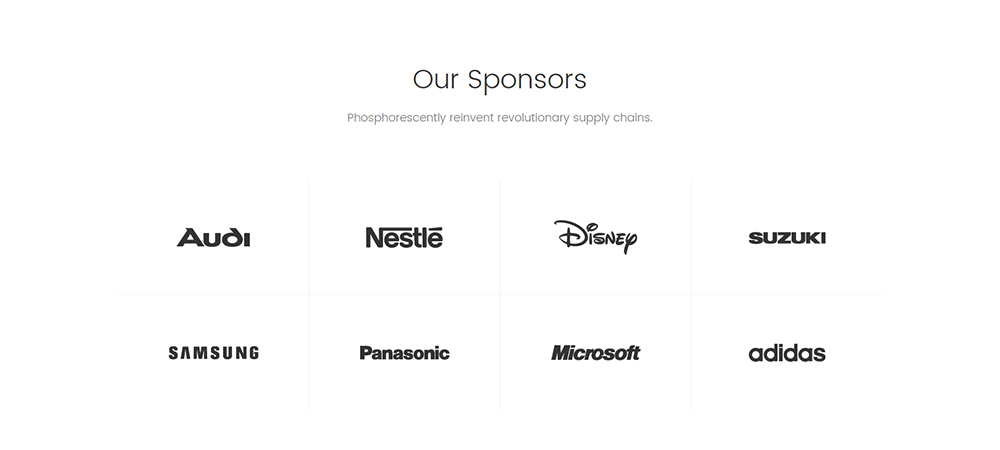 Our Sponsors
Phosphorescently reinvent revolutionary supply chains.
Audi Nestlé Disney SUZUKI
SAMSUNG Panasonic Microsoft adidas